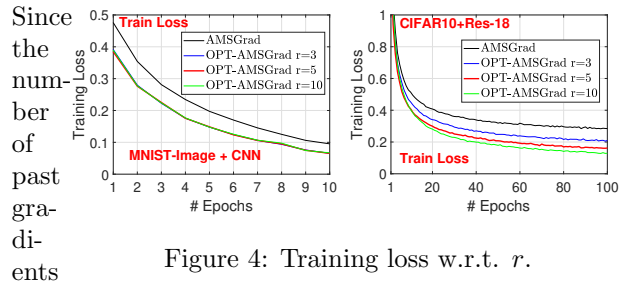 Since
the
num-
ber
of
past
gra-
di-
ents
Train Loss
AMSGrad
OPT-AMSGrad r=3
OPT-AMSGrad r=5
OPT-AMSGrad r=10
MNIST-Image + CNN
Training Loss
0.5
0.4
0.3
0.2
0.1
0
1 2 3 4 5 6 7 8 9 10
# Epochs
CIFAR10+Res-18
AMSGrad
OPT-AMSGrad r=3
OPT-AMSGrad r=5
OPT-AMSGrad r=10
Train Loss
Training Loss
1
0.8
0.6
0.4
0.2
0
1 20 40 60 80 100
# Epochs
Figure 4: Training loss w.r.t. r.